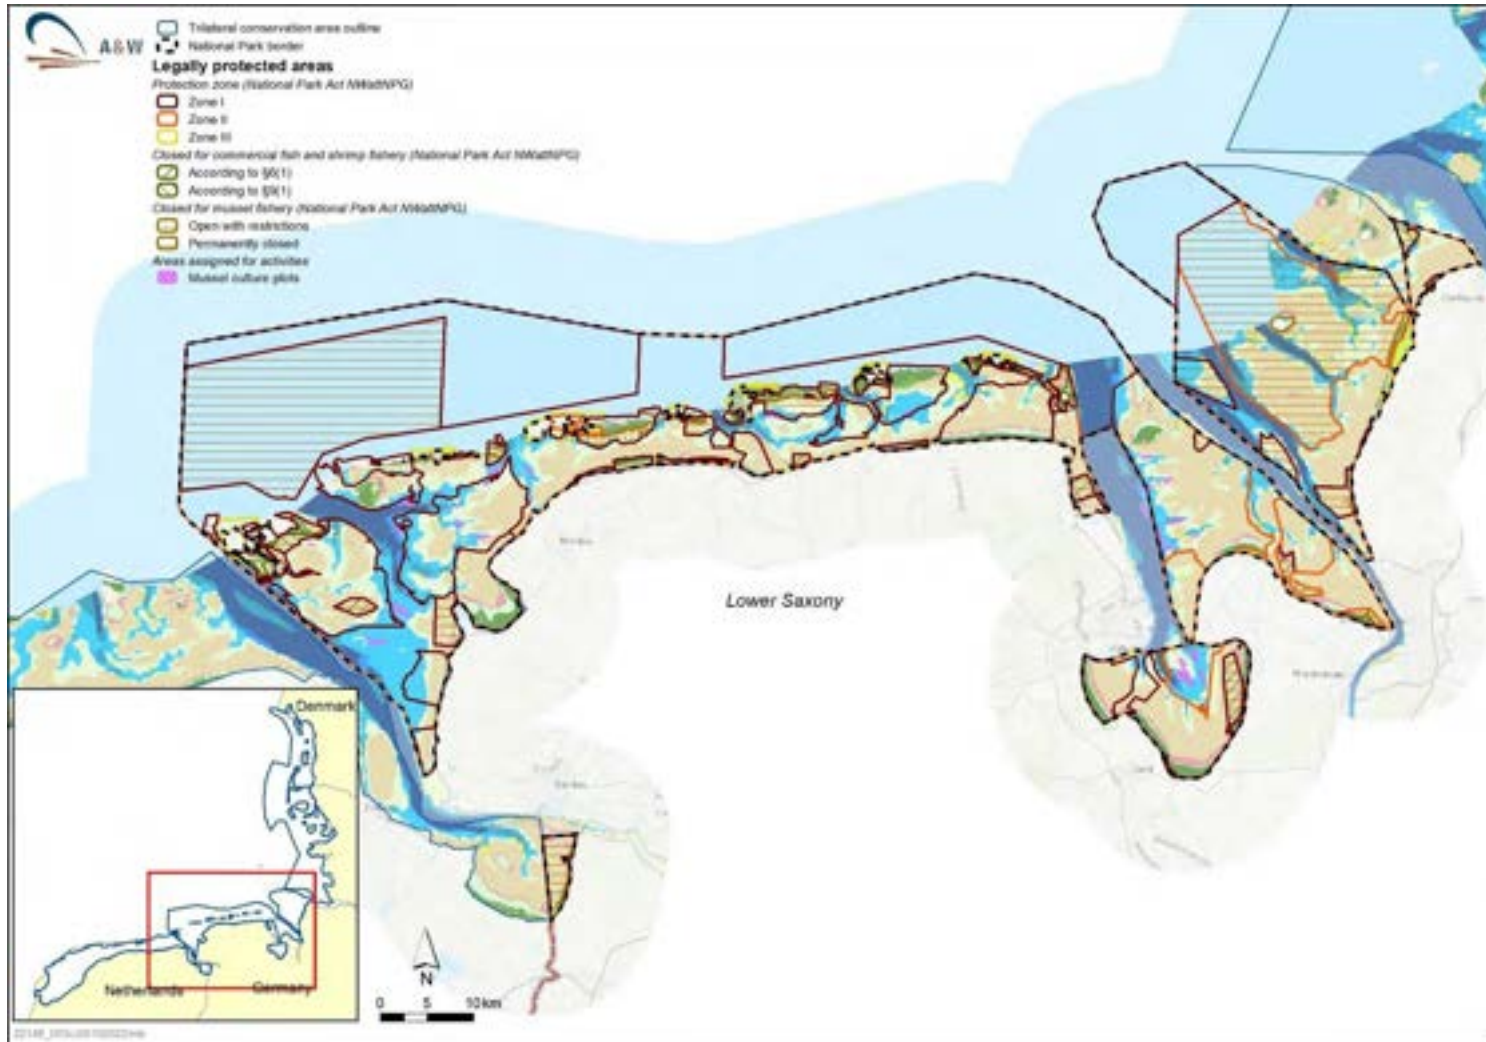 A&W
Trilateral conservation area outline
National Park border
Legally protected areas
Protection zone (National Park Act NWattNPG)
Zone I
Zone II
Zone III
Closed for commercial fish and shrimp fishery (National Park Act NWattNPG)
According to §6(1)
According to §9(1)
Closed for mussel fishery (National Park Act NWattNPG)
Open with restrictions
Permanently closed
Areas assigned for activities
Mussel culture plots
Lower Saxony
Denmark
Netherlands
Germany
N
0 5 10 km